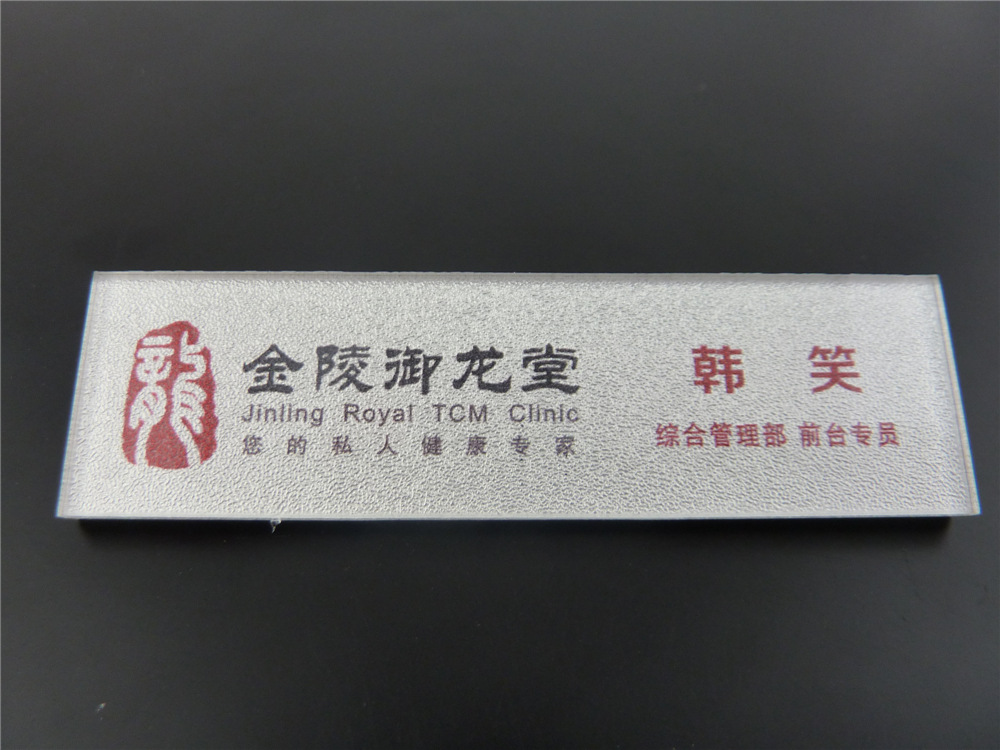 龍
金陵御龙堂
Jinling Royal TCM Clinic
您的私人健康专家
韩 笑
综合管理部 前台专员